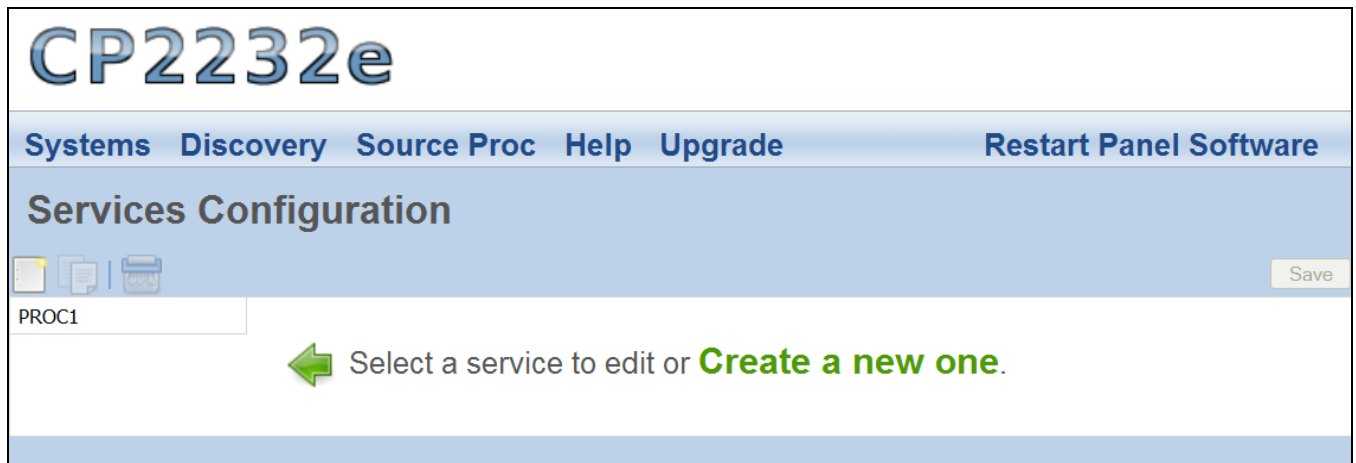 CP2232e
Systems Discovery Source Proc Help Upgrade Restart Panel Software
Services Configuration
Save
PROC1
Select a service to edit or Create a new one.